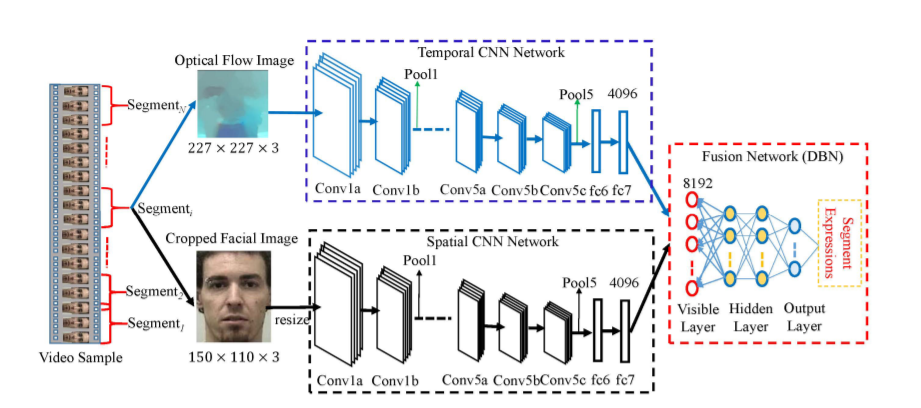 Temporal CNN Network
Optical Flow Image
Pool1
Pool5
4096
Segment_N
227 × 227 × 3
Conv1a
Conv1b
Conv5a
Conv5b
Conv5c
fc6
fc7
Fusion Network (DBN)
8192
Segment_i
Segment
Expressions
Cropped Facial Image
Spatial CNN Network
Pool1
Pool5
4096
Segment_2
resize
Visible
Layer
Hidden
Layer
Output
Layer
Segment_1
Video Sample
150 × 110 × 3
Conv1a
Conv1b
Conv5a
Conv5b
Conv5c
fc6
fc7